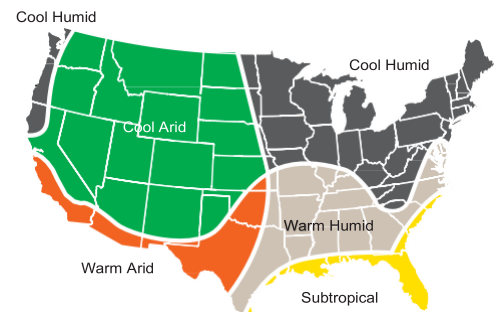 Cool Humid
Cool Humid
Cool Arid
Warm Humid
Warm Arid
Subtropical